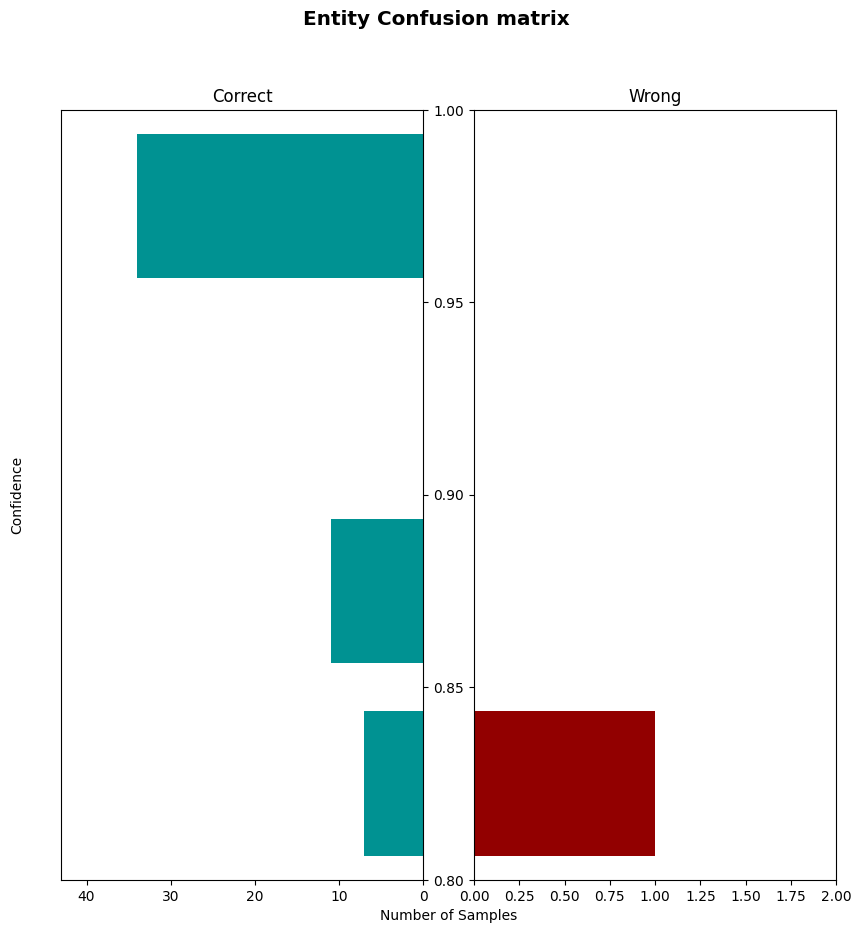 Entity Confusion matrix
Correct
Wrong
1.00
0.95
0.90
0.85
0.80
Confidence
40 30 20 10 0
0.00 0.25 0.50 0.75 1.00 1.25 1.50 1.75 2.00
Number of Samples